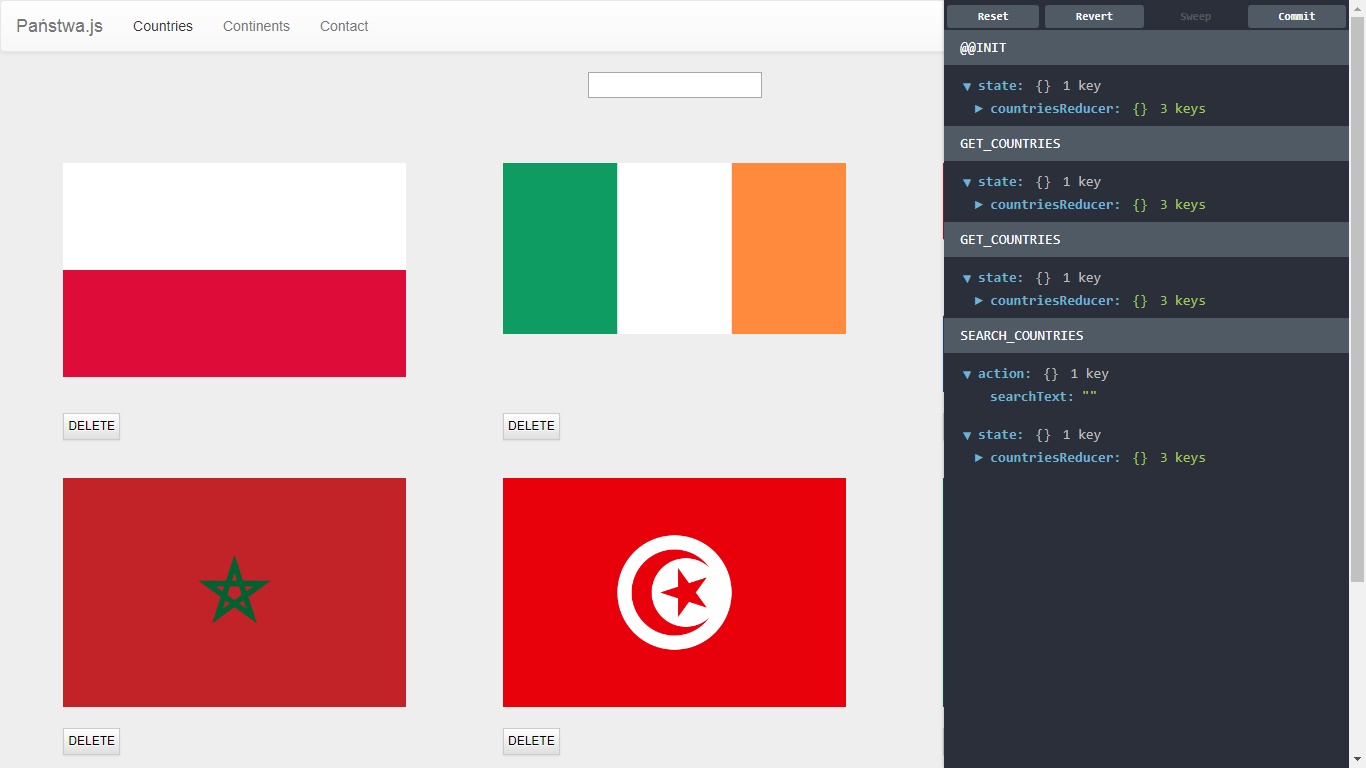 Państwa.js Countries Continents Contact
DELETE DELETE
DELETE DELETE
Reset Revert Sweep Commit
@@INIT
▼ state: {} 1 key
▶ countriesReducer: {} 3 keys
GET_COUNTRIES
▼ state: {} 1 key
▶ countriesReducer: {} 3 keys
GET_COUNTRIES
▼ state: {} 1 key
▶ countriesReducer: {} 3 keys
SEARCH_COUNTRIES
▼ action: {} 1 key
searchText: ""
▼ state: {} 1 key
▶ countriesReducer: {} 3 keys